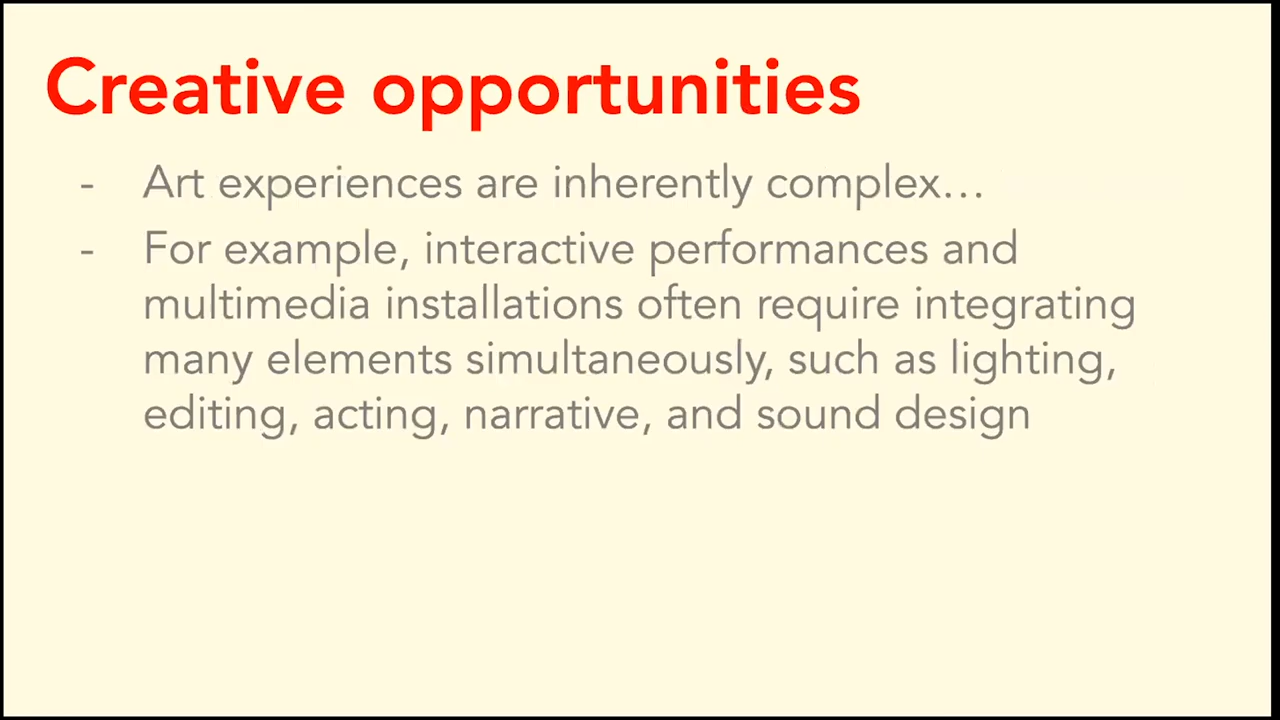 Creative opportunities
- Art experiences are inherently complex…
- For example, interactive performances and
multimedia installations often require integrating
many elements simultaneously, such as lighting,
editing, acting, narrative, and sound design